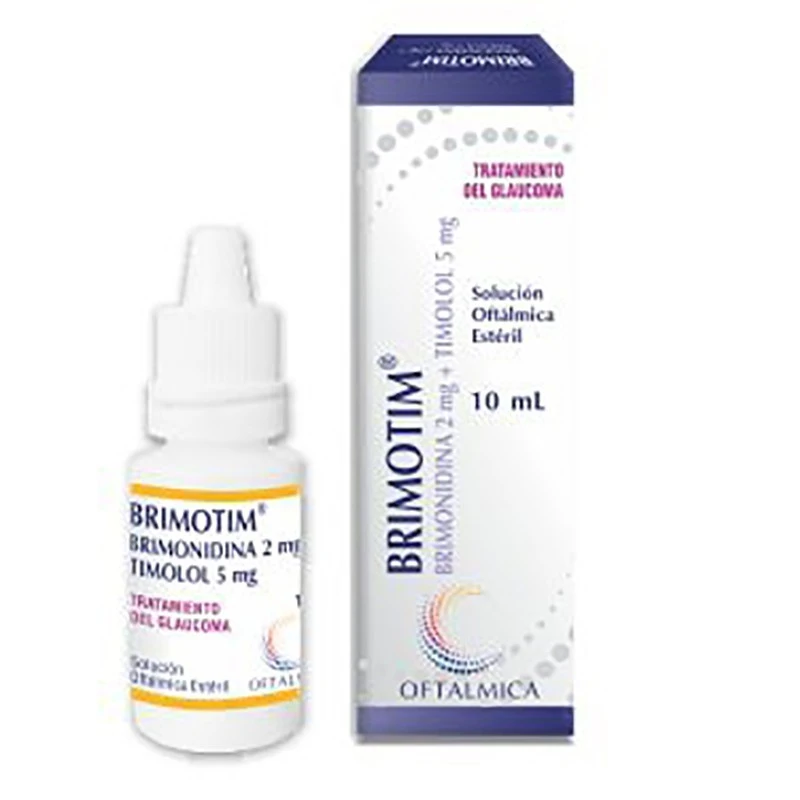 BRIMOTIM®
TRATAMIENTO
DEL GLAUCOMA
BRIMOTIM®
BRIMONIDINA 2 mg + TIMOLOL 5 mg
Solución
Oftálmica
Estéril
10 mL
OFTALMICA
BRIMOTIM®
BRIMONIDINA 2 mg
TIMOLOL 5 mg
TRATAMIENTO
DEL GLAUCOMA
Solución
Oftálmica Estéril
OFTALM